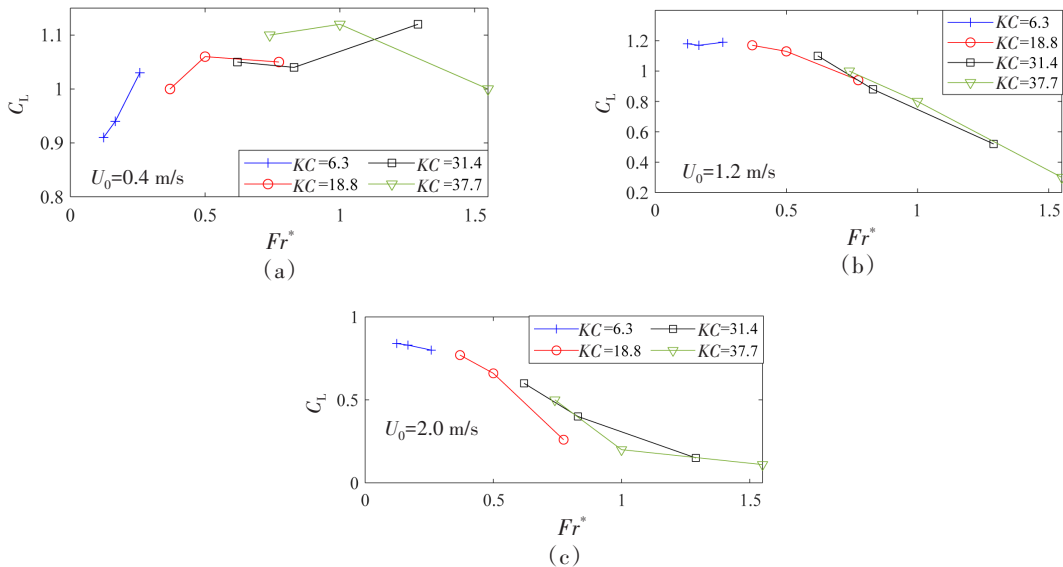 1.1
1.0
0.9
0.8
C_L
U_0=0.4 m/s
KC=6.3
KC=18.8
KC=31.4
KC=37.7
0 0.5 1 1.5
Fr^*
(a)
1.2
1.0
0.8
0.6
0.4
0.2
C_L
KC=6.3
KC=18.8
KC=31.4
KC=37.7
U_0=1.2 m/s
0 0.5 1 1.5
Fr^*
(b)
1
0.5
0
C_L
KC=6.3
KC=18.8
KC=31.4
KC=37.7
U_0=2.0 m/s
0 0.5 1 1.5
Fr^*
(c)